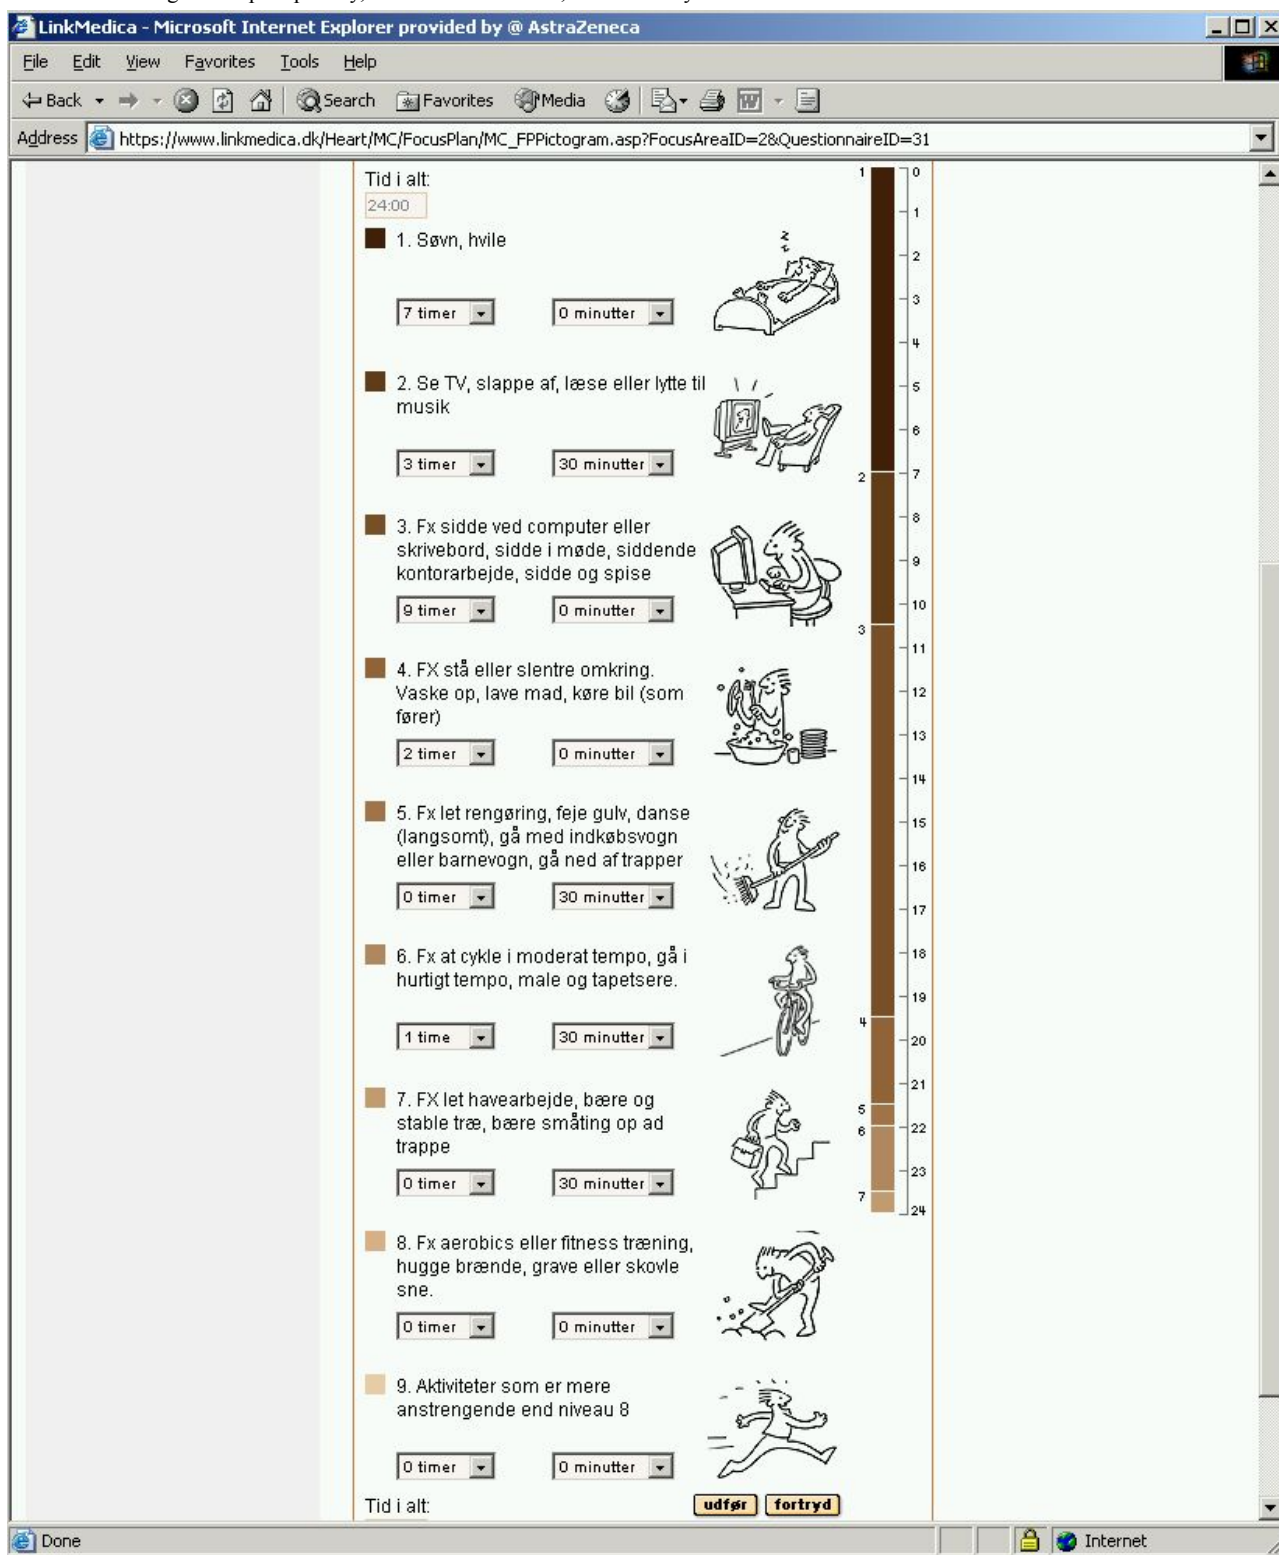 LinkMedica - Microsoft Internet Explorer provided by @ AstraZeneca
File Edit View Favorites Tools Help
Back Search Favorites Media
Address https://www.linkmedica.dk/Heart/MC/FocusPlan/MC_FPPictogram.asp?FocusAreaID=2&QuestionnaireID=31
Tid i alt:
24:00
1. Søvn, hvile
7 timer 0 minutter
2. Se TV, slappe af, læse eller lytte til
musik
3 timer 30 minutter
3. Fx sidde ved computer eller
skrivebord, sidde i møde, siddende
kontorarbejde, sidde og spise
9 timer 0 minutter
4. FX stå eller slentre omkring.
Vaske op, lave mad, køre bil (som
fører)
2 timer 0 minutter
5. Fx let rengøring, feje gulv, danse
(langsomt), gå med indkøbsvogn
eller barnevogn, gå ned af trapper
0 timer 30 minutter
6. Fx at cykle i moderat tempo, gå i
hurtigt tempo, male og tapetsere.
1 time 30 minutter
7. FX let havearbejde, bære og
stable træ, bære småting op ad
trappe
0 timer 30 minutter
8. Fx aerobics eller fitness træning,
hugge brænde, grave eller skovle
sne.
0 timer 0 minutter
9. Aktiviteter som er mere
anstrengende end niveau 8
0 timer 0 minutter
Tid i alt:
udfør fortryd
z
z
1
2
3
4
5
6
7
0
1
2
3
4
5
6
7
8
9
10
11
12
13
14
15
16
17
18
19
20
21
22
23
24
Done Internet